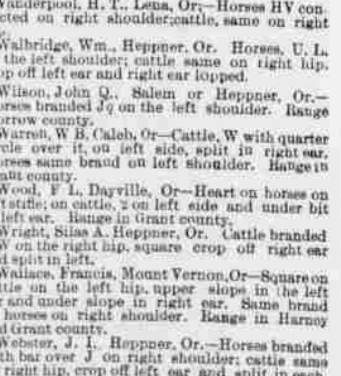 Vanderpool, H. T., Lena, Or;—Horses HV con
cted on right shoulder;cattle, same on right
Walbridge, Wm., Heppner, Or. Horses, U. L.
the left shoulder; cattle same on right hip,
op off left ear and right ear lopped.
Wilson, John Q., Salem or Heppner, Or.—
orses branded Jq on the left shoulder. Range
orrow county.
Warren, W B, Caleb, Or—Cattle, W with quarter
rcle over it, on left side, split in right ear.
orses same brand on left shoulder. Range in
ant county.
Wood, F L, Dayville, Or—Heart on horses on
t stifle; on cattle, on left side and under bit
left ear. Range in Grant county.
Wright, Silas A. Heppner, Or. Cattle branded
W on the right hip, square crop off right ear
d split in left.
Wallace, Francis, Mount Vernon,Or—Square on
ttle on the left hip, upper slope in the left
r and under slope in right ear. Same brand
horses on right shoulder. Range in Harney
d Grant county.
Webster, J. I., Heppner, Or.—Horses branded
th bar over J on right shoulder; cattle same
right hip, crop off left ear and split in each